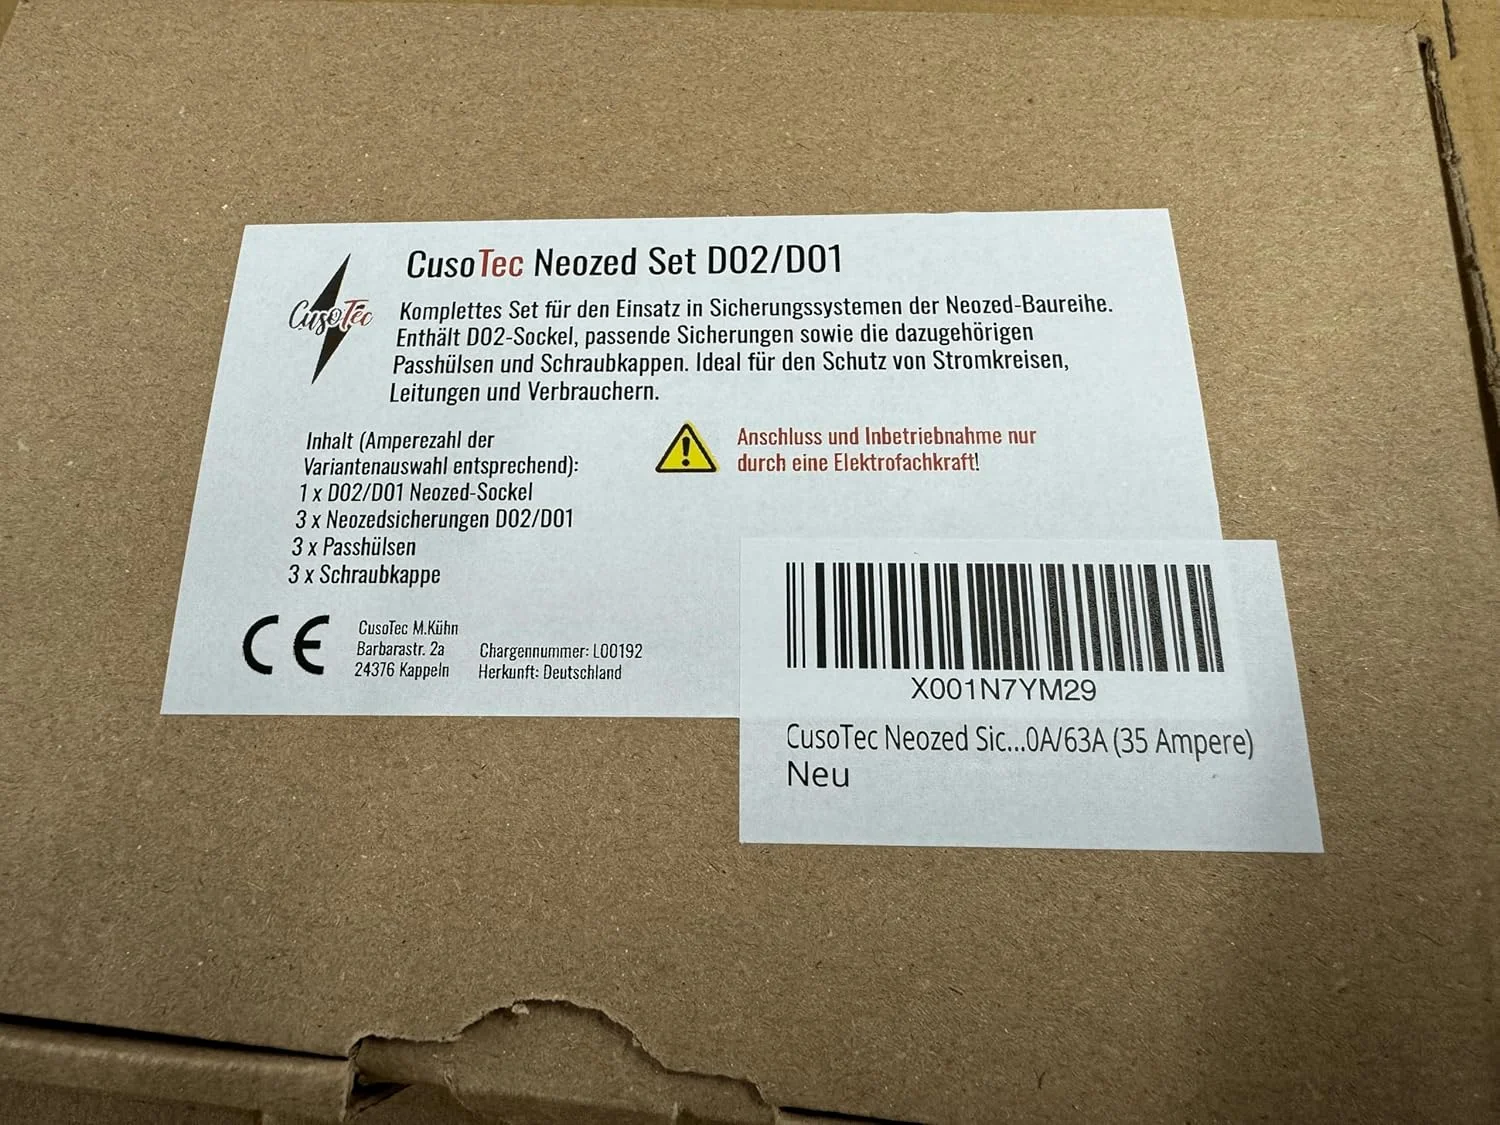 CusoTec
CusoTec Neozed Set D02/D01
Komplettes Set für den Einsatz in Sicherungssystemen der Neozed-Baureihe.
Enthält D02-Sockel, passende Sicherungen sowie die dazugehörigen
Passhülsen und Schraubkappen. Ideal für den Schutz von Stromkreisen,
Leitungen und Verbrauchern.
Inhalt (Amperezahl der
Variantenauswahl entsprechend):
1 x D02/D01 Neozed-Sockel
3 x Neozedsicherungen D02/D01
3 x Passhülsen
3 x Schraubkappe
Anschluss und Inbetriebnahme nur
durch eine Elektrofachkraft!
CE
CusoTec M.Kühn
Barbarastr. 2a
24376 Kappeln
Chargennummer: L00192
Herkunft: Deutschland
X001N7YM29
CusoTec Neozed Sic...0A/63A (35 Ampere)
Neu